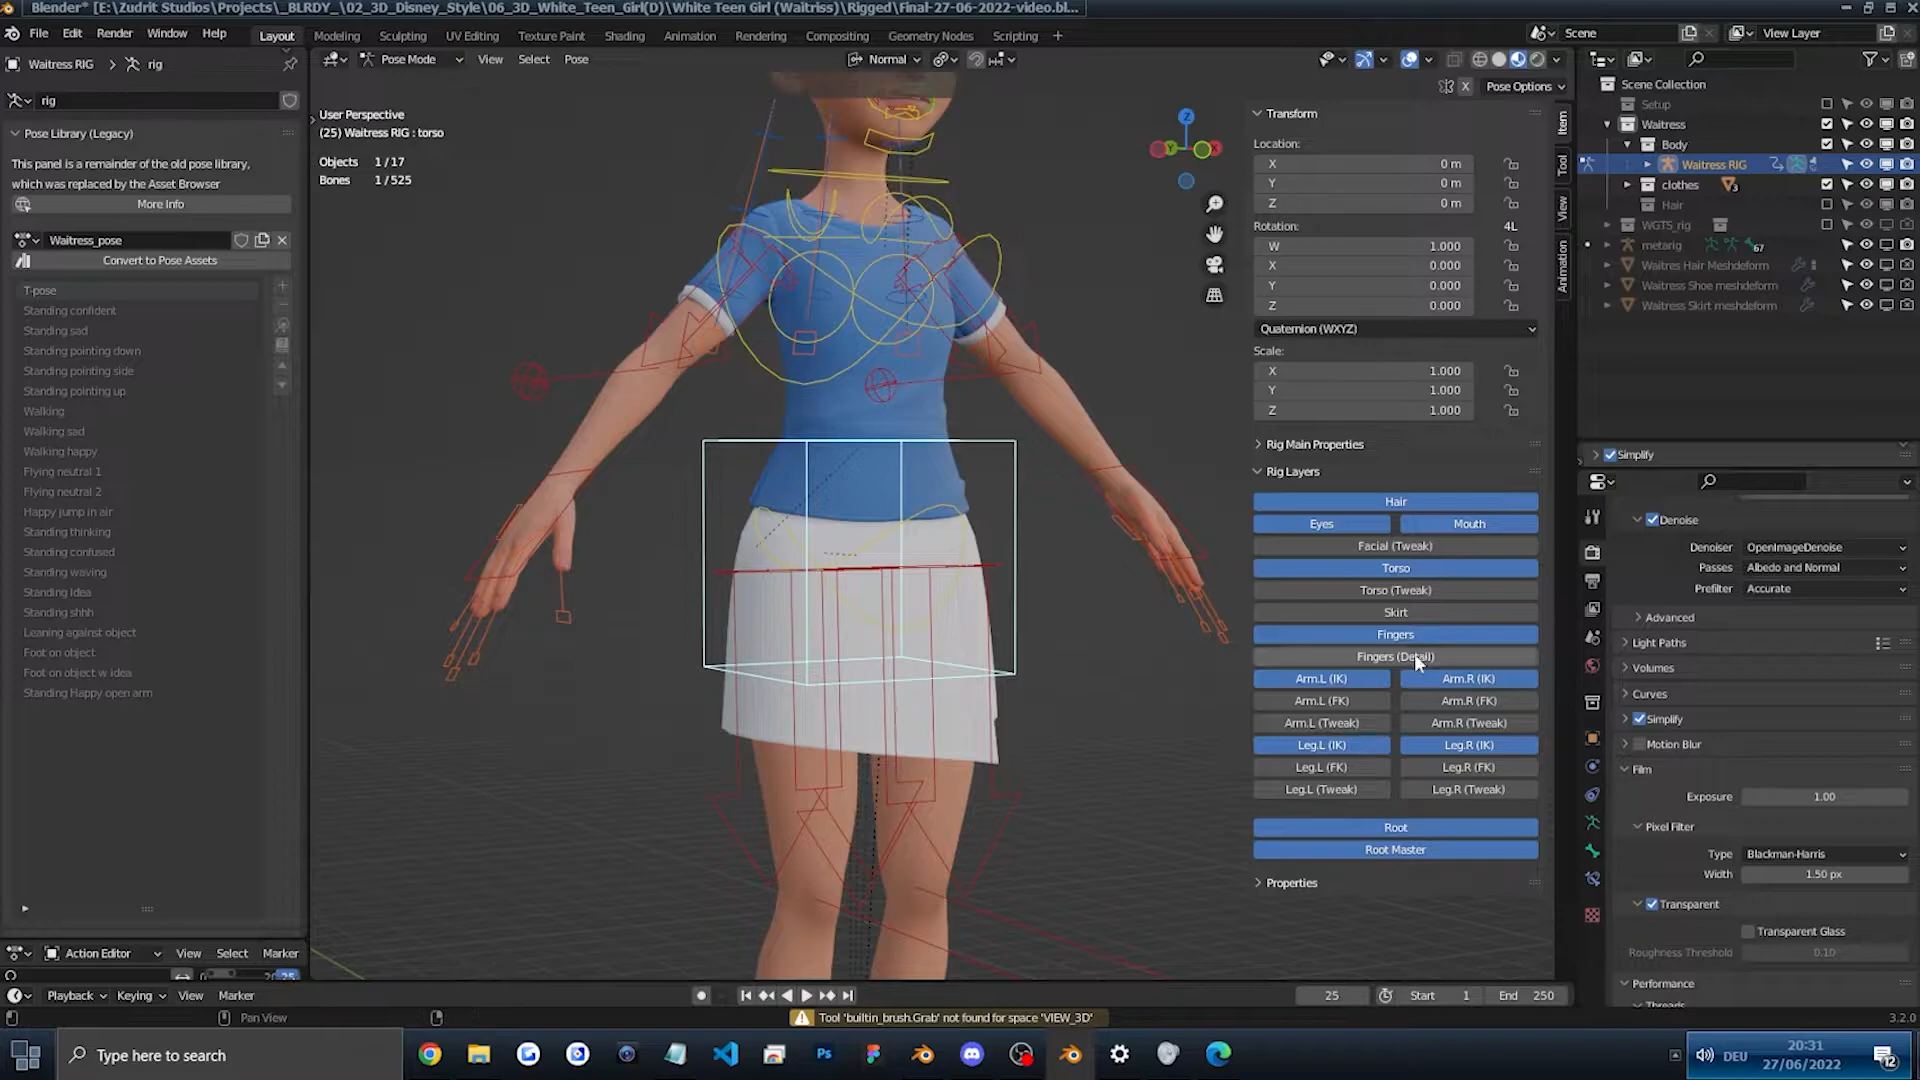 Blender* [E:\Zudrit Studios\Projects\_BLRDY_\02_3D_Disney_Style\06_3D_White_Teen_Girl(D)\White Teen Girl (Waitriss)\Rigged\Final-27-06-2022-video.bl...
File Edit Render Window Help Layout Modeling Sculpting UV Editing Texture Paint Shading Animation Rendering Compositing Geometry Nodes Scripting +
Scene View Layer
Waitress RIG > rig
Pose Mode View Select Pose Normal
rig
Pose Library (Legacy)
This panel is a remainder of the old pose library,
which was replaced by the Asset Browser
More Info
Waitress_pose
Convert to Pose Assets
T-pose
Standing confident
Standing sad
Standing pointing down
Standing pointing side
Standing pointing up
Walking
Walking sad
Walking happy
Flying neutral 1
Flying neutral 2
Happy jump in air
Standing thinking
Standing confused
Standing waving
Standing Idea
Standing shhh
Leaning against object
Foot on object
Foot on object w idea
Standing Happy open arm
Action Editor View Select Marker
User Perspective
(25) Waitress RIG : torso
Objects 1/17
Bones 1/525
X Pose Options
Z
Y X
Transform
Location:
X 0 m
Y 0 m
Z 0 m
Rotation: 4L
W 1.000
X 0.000
Y 0.000
Z 0.000
Quaternion (WXYZ)
Scale:
X 1.000
Y 1.000
Z 1.000
Rig Main Properties
Rig Layers
Hair
Eyes Mouth
Facial (Tweak)
Torso
Torso (Tweak)
Skirt
Fingers
Fingers (Detail)
Arm.L (IK) Arm.R (IK)
Arm.L (FK) Arm.R (FK)
Arm.L (Tweak) Arm.R (Tweak)
Leg.L (IK) Leg.R (IK)
Leg.L (FK) Leg.R (FK)
Leg.L (Tweak) Leg.R (Tweak)
Root
Root Master
Properties
Item
Tool
View
Animation
Scene Collection
Setup
Waitress
Body
Waitress RIG
clothes 3
Hair
WGTS_rig
metarig 67
Waitres Hair Meshdeform
Waitress Shoe meshdeform
Waitress Skirt meshdeform
Simplify
Denoise
Denoiser OpenImageDenoise
Passes Albedo and Normal
Prefilter Accurate
Advanced
Light Paths
Volumes
Curves
Simplify
Motion Blur
Film
Exposure 1.00
Pixel Filter
Type Blackman-Harris
Width 1.50 px
Transparent
Transparent Glass
Roughness Threshold 0.10
Performance
Threads
Playback Keying View Marker
25 Start 1 End 250
Pan View
Tool 'builtin_brush.Grab' not found for space 'VIEW_3D'
3.2.0
Type here to search
Ps
DEU
20:31
27/06/2022
12